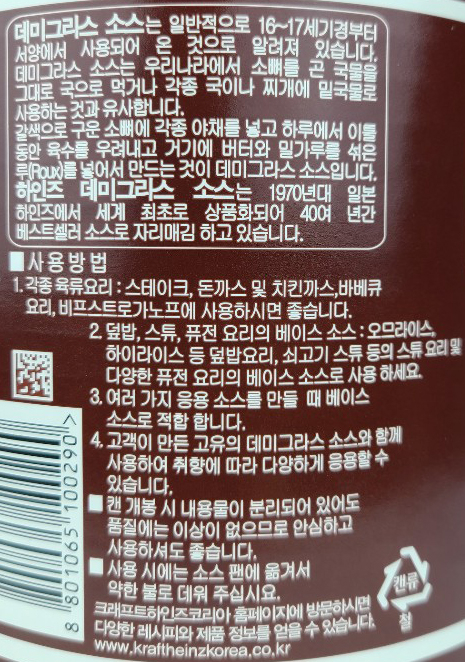 데미그라스 소스는 일반적으로 16~17세기경부터
서양에서 사용되어 온 것으로 알려져 있습니다.
데미그라스 소스는 우리나라에서 소뼈를 곤 국물을
그대로 국으로 먹거나 각종 국이나 찌개에 밑국물로
사용하는 것과 유사합니다.
갈색으로 구운 소뼈에 각종 야채를 넣고 하루에서 이틀
동안 육수를 우려내고 거기에 버터와 밀가루를 섞은
루(Roux)를 넣어서 만드는 것이 데미그라스 소스입니다.
하인즈 데미그라스 소스는 1970년대 일본
하인즈에서 세계 최초로 상품화되어 40여 년간
베스트셀러 소스로 자리매김 하고 있습니다.
■ 사용방법
1. 각종 육류요리 : 스테이크, 돈까스 및 치킨까스,바베큐
요리, 비프스트로가노프에 사용하시면 좋습니다.
2. 덮밥, 스튜, 퓨전 요리의 베이스 소스 : 오므라이스,
하이라이스 등 덮밥요리, 쇠고기 스튜 등의 스튜 요리 및
다양한 퓨전 요리의 베이스 소스로 사용 하세요.
3. 여러 가지 응용 소스를 만들 때 베이스
소스로 적합 합니다.
4. 고객이 만든 고유의 데미그라스 소스와 함께
사용하여 취향에 따라 다양하게 응용할 수
있습니다.
■ 캔 개봉 시 내용물이 분리되어 있어도
품질에는 이상이 없으므로 안심하고
사용하셔도 좋습니다.
■ 사용 시에는 소스 팬에 옮겨서
약한 불로 데워 주십시요.
크래프트하인즈코리아 홈페이지에 방문하시면
다양한 레시피와 제품 정보를 얻을 수 있습니다.
www.kraftheinzkorea.co.kr
캔류
철
8 801065 100290 >